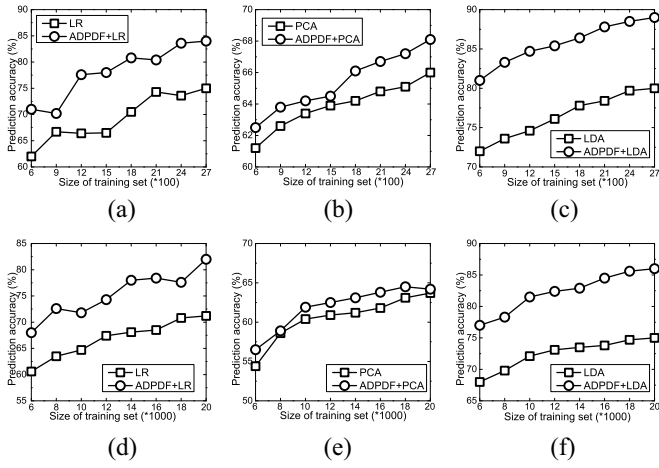 90
85
80
75
70
65
60
Prediction accuracy (%)
LR
ADPDF+LR
6 9 12 15 18 21 24 27
Size of training set (*100)
(a)
70
68
66
64
62
60
Prediction accuracy (%)
PCA
ADPDF+PCA
6 9 12 15 18 21 24 27
Size of training set (*100)
(b)
90
85
80
75
70
Prediction accuracy (%)
LDA
ADPDF+LDA
6 9 12 15 18 21 24 27
Size of training set (*100)
(c)
85
80
75
70
65
60
55
Prediction accuracy (%)
LR
ADPDF+LR
6 8 10 12 14 16 18 20
Size of training set (*1000)
(d)
75
70
65
60
55
50
Prediction accuracy (%)
PCA
ADPDF+PCA
6 8 10 12 14 16 18 20
Size of training set (*1000)
(e)
90
85
80
75
70
65
Prediction accuracy (%)
LDA
ADPDF+LDA
6 8 10 12 14 16 18 20
Size of training set (*1000)
(f)